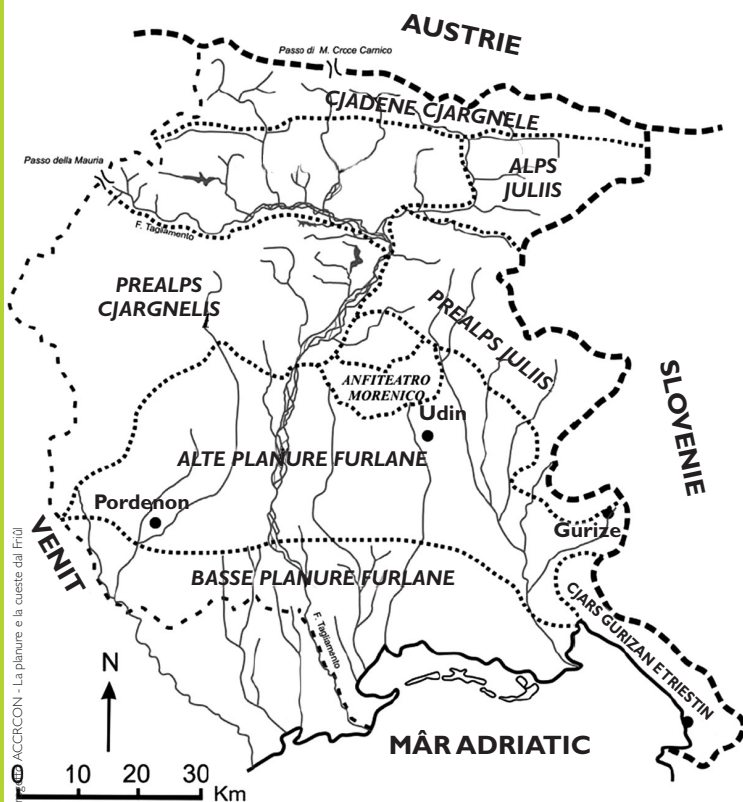 AUSTRIE
Passo di M. Croce Carnico
CJADENE CJARGNELE
ALPS
JULIIS
Passo della Mauria
F. Tagliamento
PREALPS
CJARGNELIS
PREALPS JULIIS
ANFITEATRO
MORENICO
Udin
SLOVENIE
ALTE PLANURE FURLANE
Pordenon
Gurize
VENIT
BASSE PLANURE FURLANE
CJARS GURIZAN E TRIESTIN
F. Tagliamento
N
MÂR ADRIATIC
0 10 20 30 Km
ACCRCON - La planure e la cueste dal Friûl